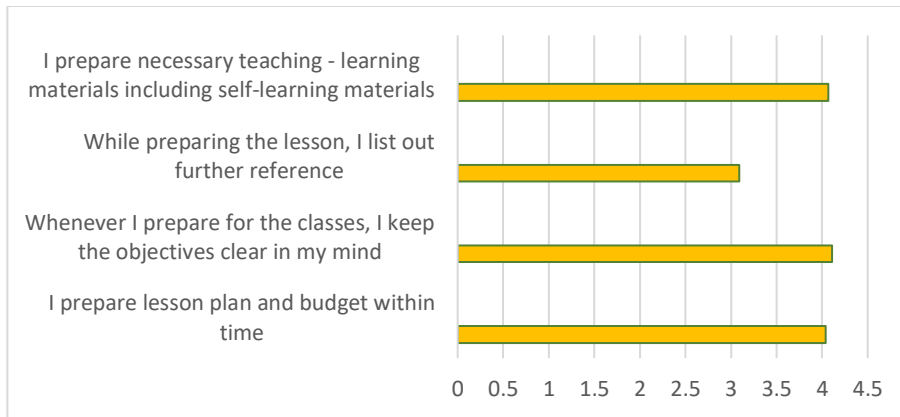 I prepare necessary teaching - learning
materials including self-learning materials
While preparing the lesson, I list out
further reference
Whenever I prepare for the classes, I keep
the objectives clear in my mind
I prepare lesson plan and budget within
time
0 0.5 1 1.5 2 2.5 3 3.5 4 4.5